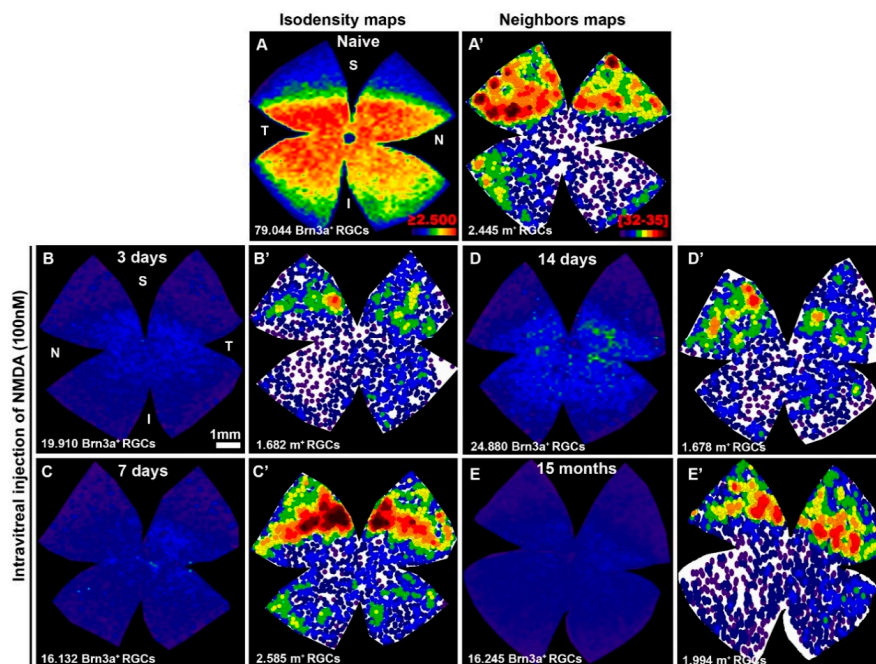 Isodensity maps
Neighbors maps
A
Naive
S
T
N
I
≥2.500
79.044 Brn3a⁺ RGCs
A'
[32-35]
2.445 m⁺ RGCs
Intravitreal injection of NMDA (100nM)
B
3 days
S
N
T
I
1mm
19.910 Brn3a⁺ RGCs
B'
1.682 m⁺ RGCs
D
14 days
24.880 Brn3a⁺ RGCs
D'
1.678 m⁺ RGCs
C
7 days
16.132 Brn3a⁺ RGCs
C'
2.585 m⁺ RGCs
E
15 months
16.245 Brn3a⁺ RGCs
E'
1.994 m⁺ RGCs